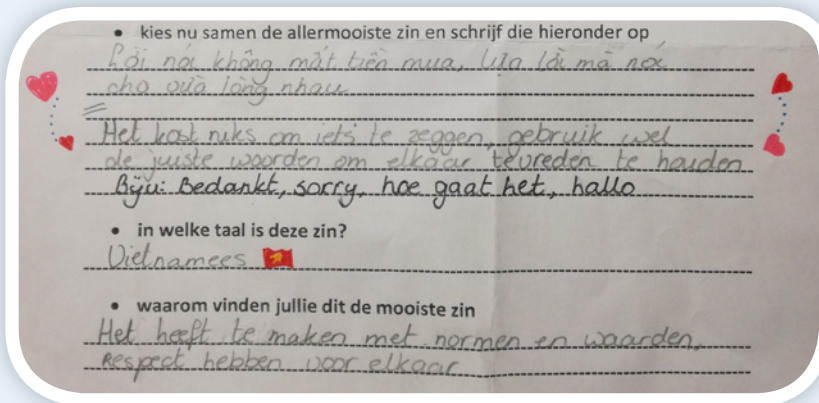 • kies nu samen de allermooiste zin en schrijf die hieronder op
Lời nói không mất tiền mua, lựa lời mà nói
cho vừa lòng nhau
Het kost niks om iets te zeggen, gebruik wel
de juiste woorden om elkaar tevreden te houden
Bijv: Bedankt, sorry, hoe gaat het, hallo
• in welke taal is deze zin?
Vietnamees
• waarom vinden jullie dit de mooiste zin
Het heeft te maken met normen en waarden,
Respect hebben voor elkaar